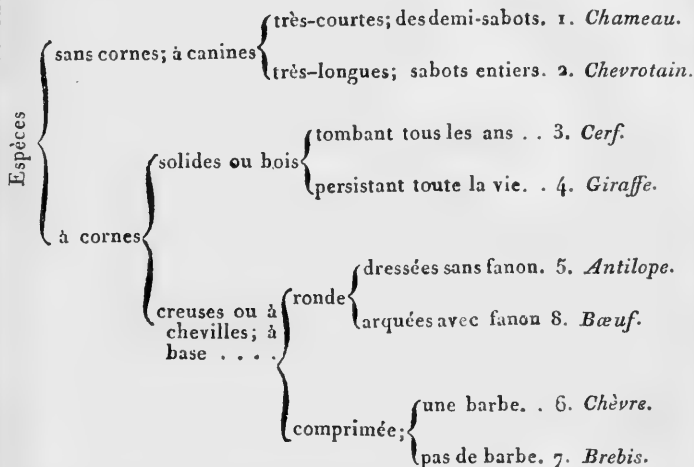 très-courtes; des demi-sabots. 1. Chameau.
sans cornes; à canines
très-longues; sabots entiers. 2. Chevrotain.
Espèces
tombant tous les ans . . 3. Cerf.
solides ou bois
persistant toute la vie. . 4. Giraffe.
à cornes
dressées sans fanon. 5. Antilope.
creuses ou à
chevilles; à
base . . . .
ronde
arquées avec fanon 8. Bœuf.
une barbe. . 6. Chèvre.
comprimée;
pas de barbe. 7. Brebis.